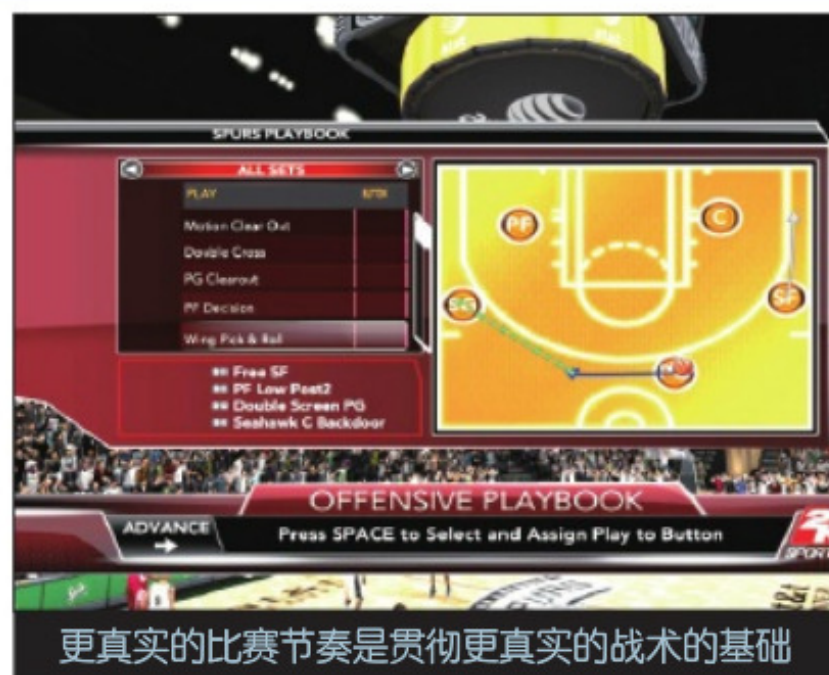 SPURS PLAYBOOK
ALL SETS
PLAY
Motion Clear Out
Double Cross
PG Clearout
PF Decision
Wing Pick & Roll
Free SF
PF Low Post2
Double Screen PG
Seahawk C Backdoor
PF
C
SG
SF
OFFENSIVE PLAYBOOK
ADVANCE
Press SPACE to Select and Assign Play to Button
2K
SPORTS
更真实的比赛节奏是贯彻更真实的战术的基础